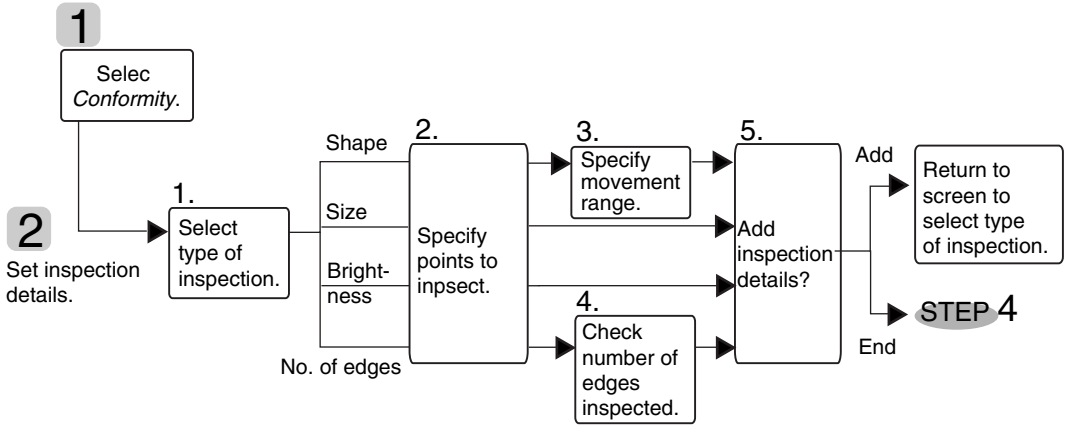 1
Selec
Conformity.
2
Set inspection
details.
1.
Select
type of
inspection.
Shape
Size
Bright-
ness
No. of edges
2.
Specify
points to
inpsect.
3.
Specify
movement
range.
4.
Check
number of
edges
inspected.
5.
Add
inspection
details?
Add
Return to
screen to
select type
of inspection.
STEP 4
End